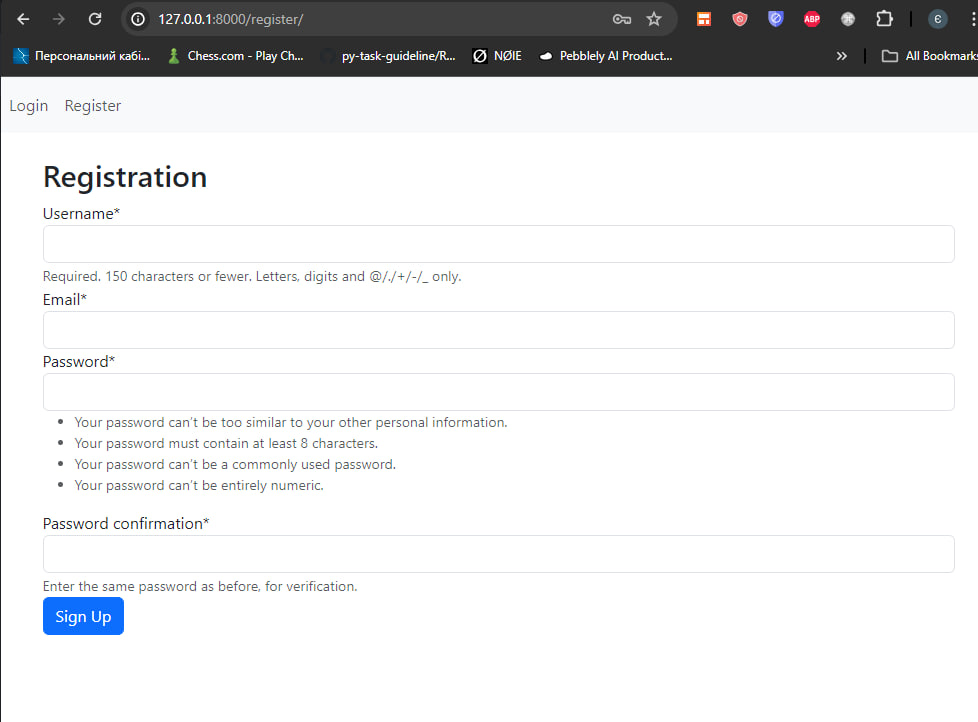 127.0.0.1:8000/register/
ABP
Є
Персональний кабі...
Chess.com - Play Ch...
py-task-guideline/R...
NØIE
Pebblely AI Product...
»
All Bookmarks
Login Register
Registration
Username*
Required. 150 characters or fewer. Letters, digits and @/./+/-/_ only.
Email*
Password*
• Your password can't be too similar to your other personal information.
• Your password must contain at least 8 characters.
• Your password can't be a commonly used password.
• Your password can't be entirely numeric.
Password confirmation*
Enter the same password as before, for verification.
Sign Up